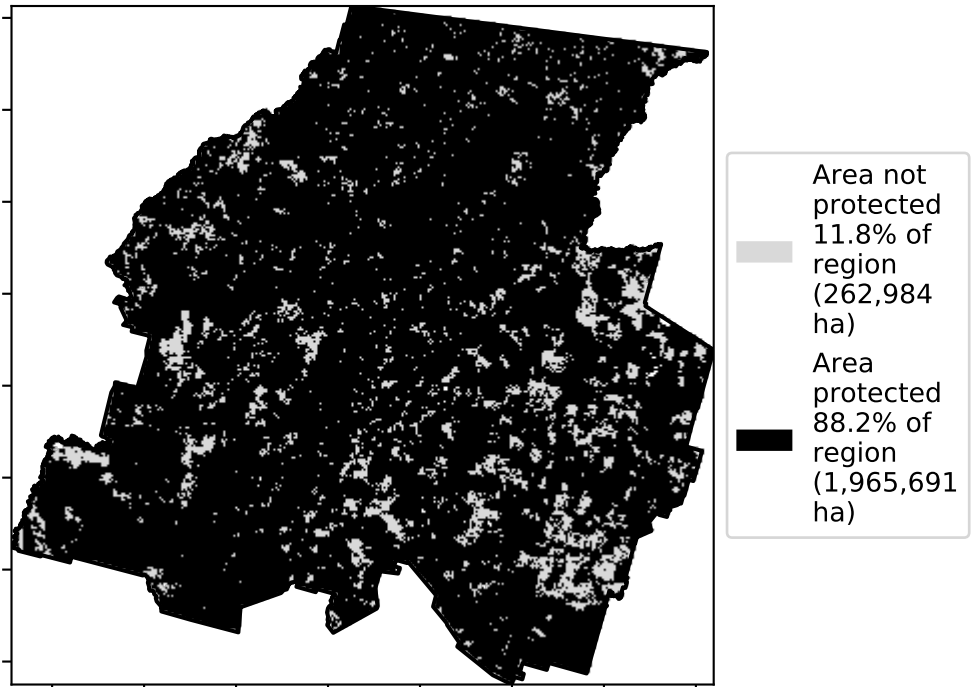 Area not
protected
11.8% of
region
(262,984
ha)
Area
protected
88.2% of
region
(1,965,691
ha)